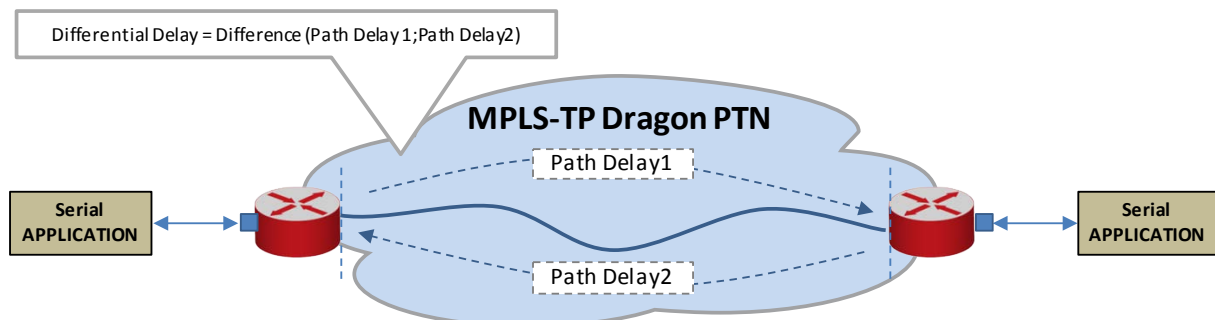 Differential Delay = Difference (Path Delay 1;Path Delay2)
MPLS-TP Dragon PTN
Path Delay1
Serial
APPLICATION
Serial
APPLICATION
Path Delay2